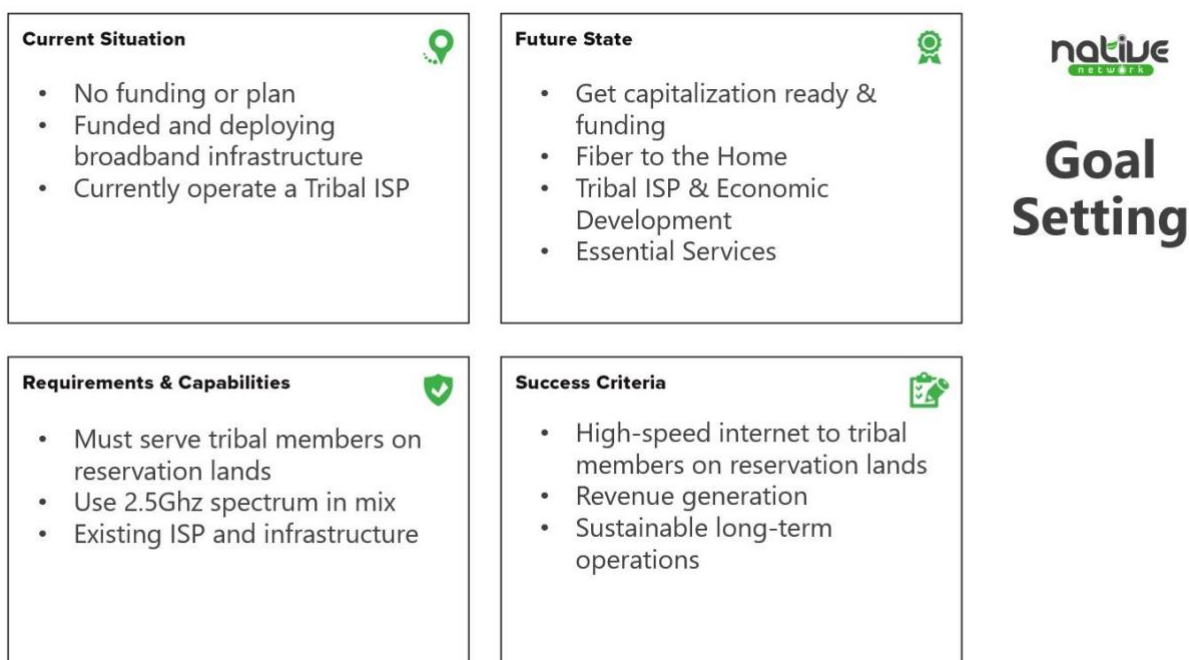 Current Situation
• No funding or plan
• Funded and deploying
broadband infrastructure
• Currently operate a Tribal ISP
Future State
• Get capitalization ready &
funding
• Fiber to the Home
• Tribal ISP & Economic
Development
• Essential Services
native
network
Goal
Setting
Requirements & Capabilities
• Must serve tribal members on
reservation lands
• Use 2.5Ghz spectrum in mix
• Existing ISP and infrastructure
Success Criteria
• High-speed internet to tribal
members on reservation lands
• Revenue generation
• Sustainable long-term
operations